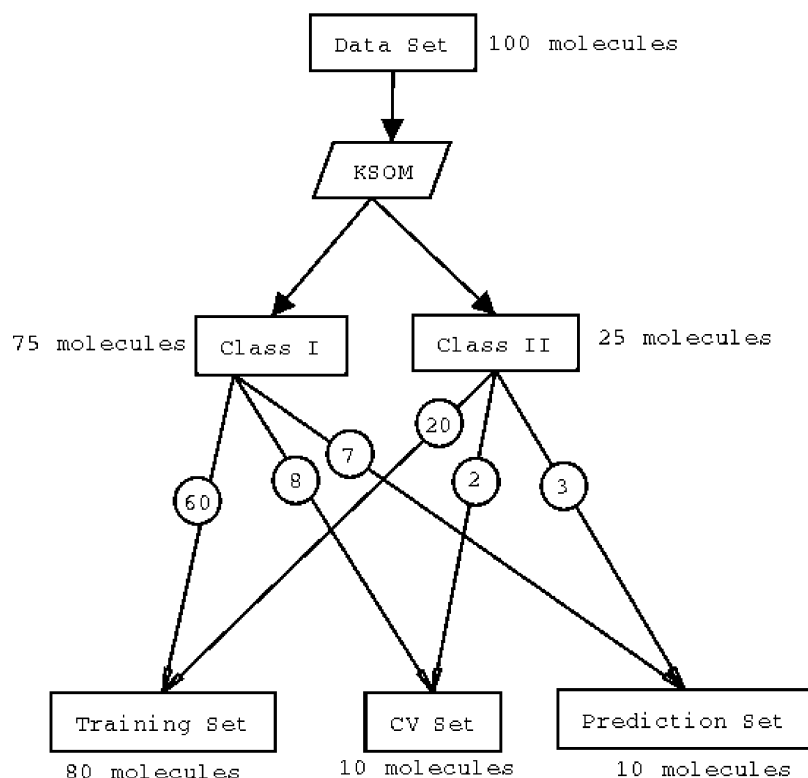 Data Set
100 molecules
KSOM
75 molecules
Class I
Class II
25 molecules
20
7
8
2
3
60
Training Set
CV Set
Prediction Set
80 molecules
10 molecules
10 molecules